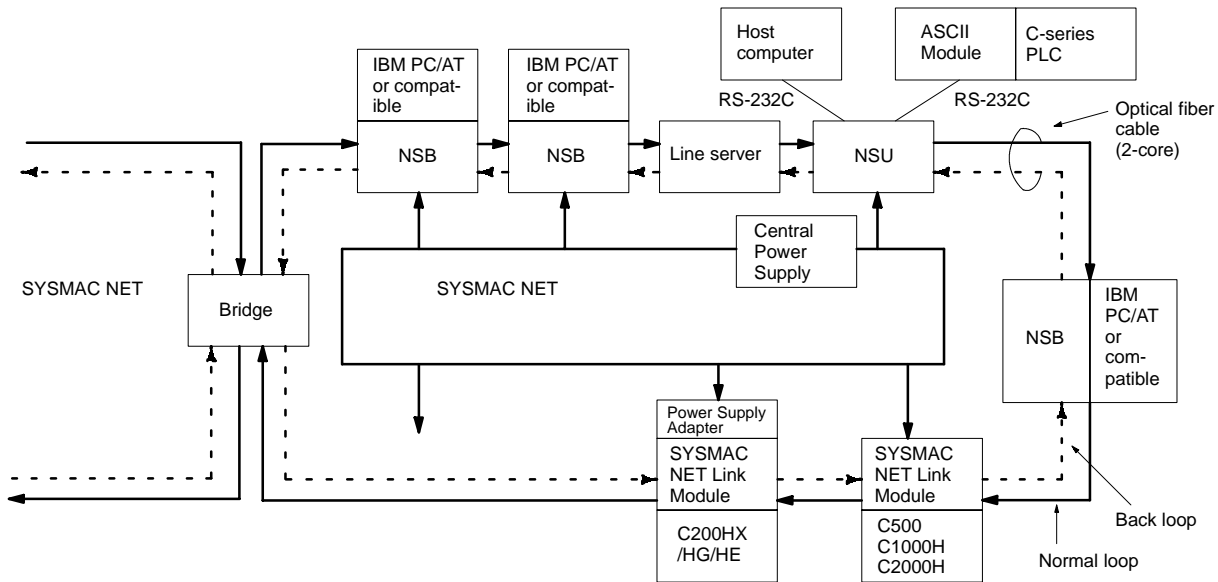 Host
computer
ASCII
Module
C-series
PLC
IBM PC/AT
or compat-
ible
IBM PC/AT
or compat-
ible
RS-232C
RS-232C
Optical fiber
cable
(2-core)
NSB
NSB
Line server
NSU
Central
Power
Supply
SYSMAC NET
SYSMAC NET
Bridge
NSB
IBM
PC/AT
or
com-
patible
Power Supply
Adapter
SYSMAC
NET Link
Module
SYSMAC
NET Link
Module
C200HX
/HG/HE
C500
C1000H
C2000H
Back loop
Normal loop